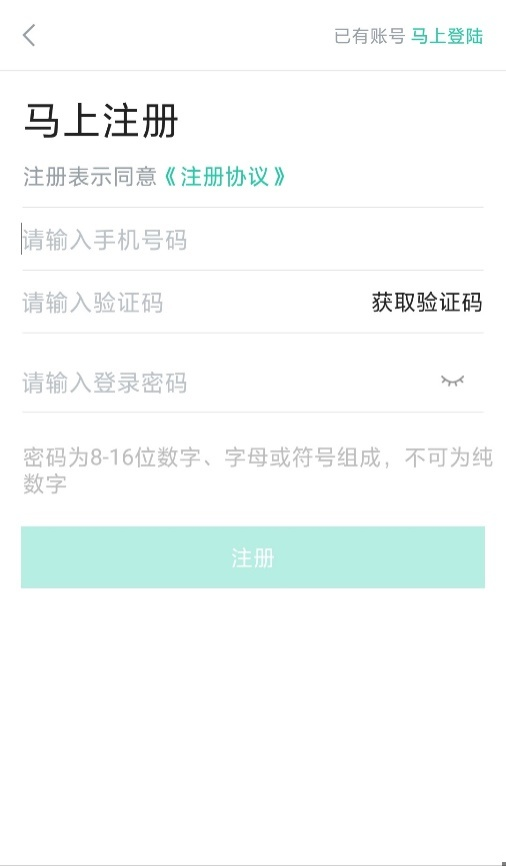 已有账号 马上登陆
马上注册
注册表示同意《注册协议》
请输入手机号码
请输入验证码 获取验证码
请输入登录密码
密码为8-16位数字、字母或符号组成，不可为纯
数字
注册